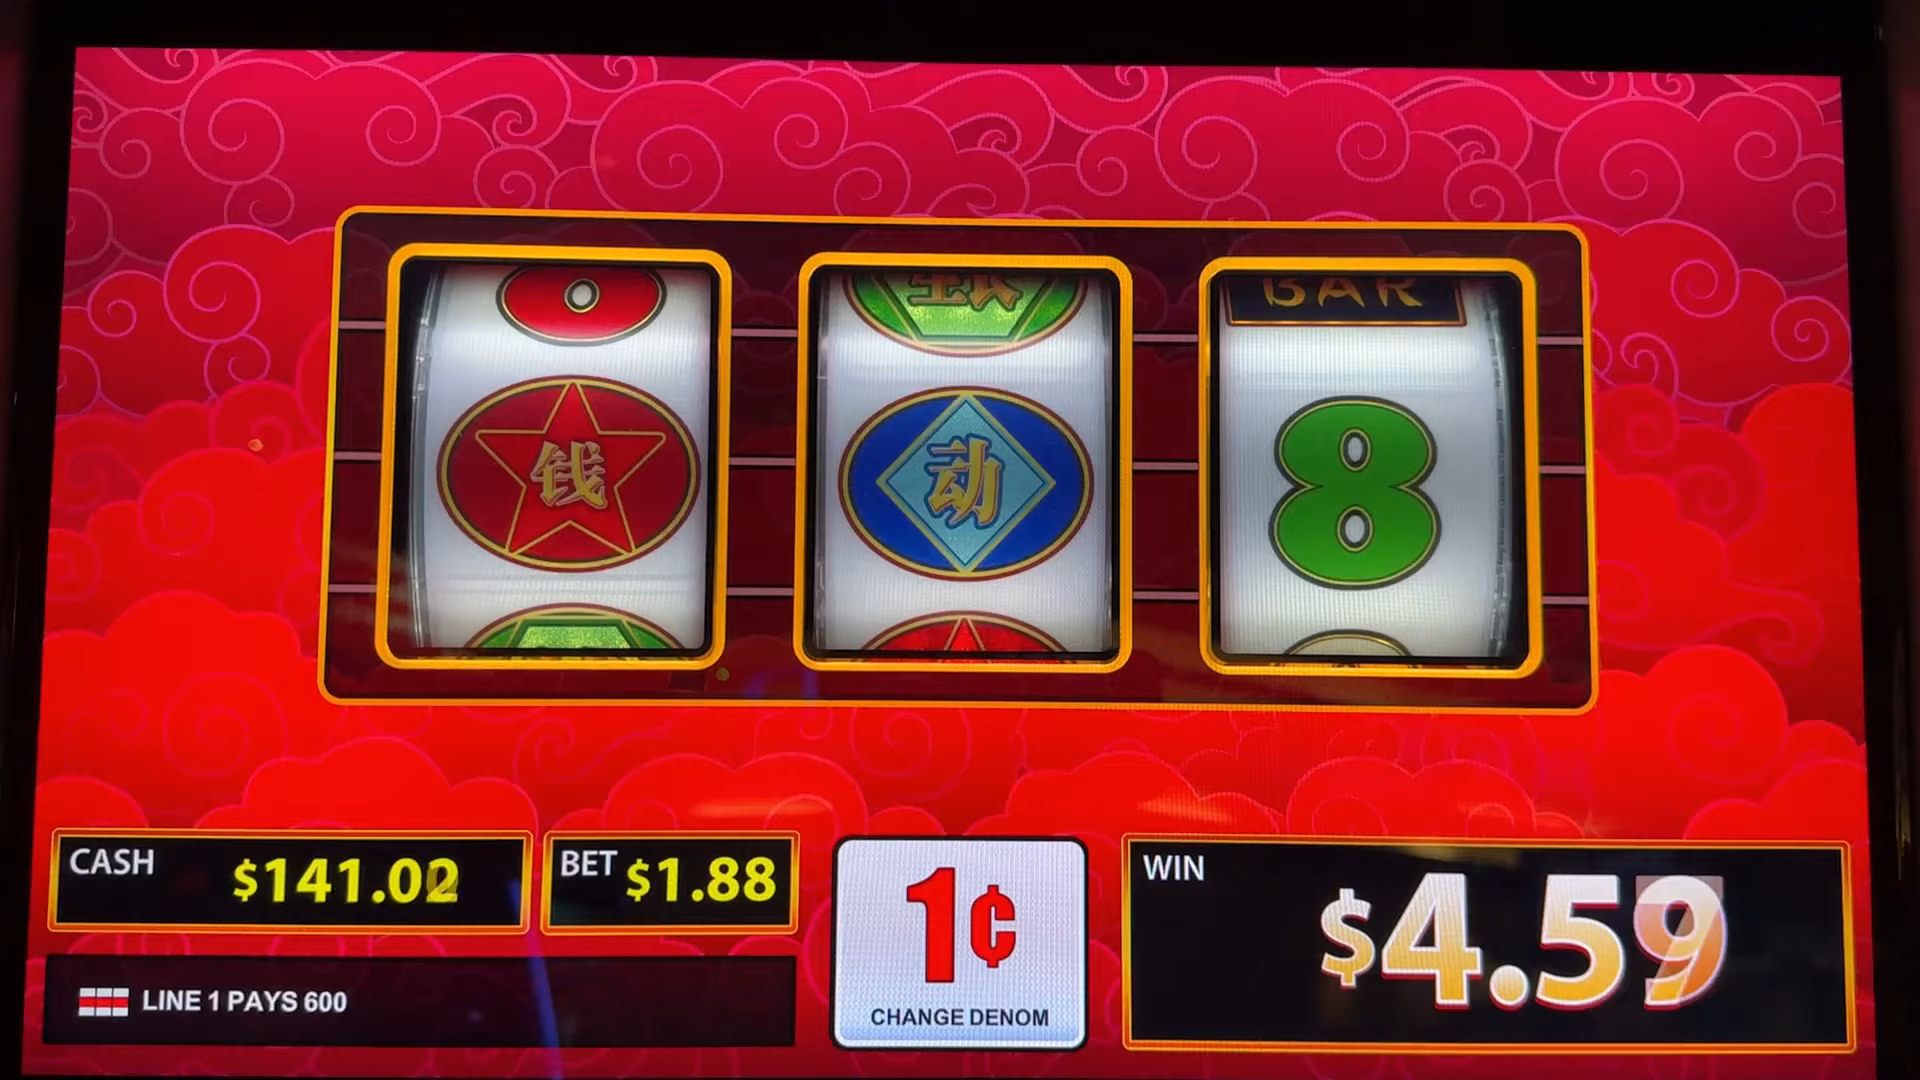 BAR
钱
动
8
CASH $141.02
BET $1.88
1¢
CHANGE DENOM
WIN
$4.59
LINE 1 PAYS 600